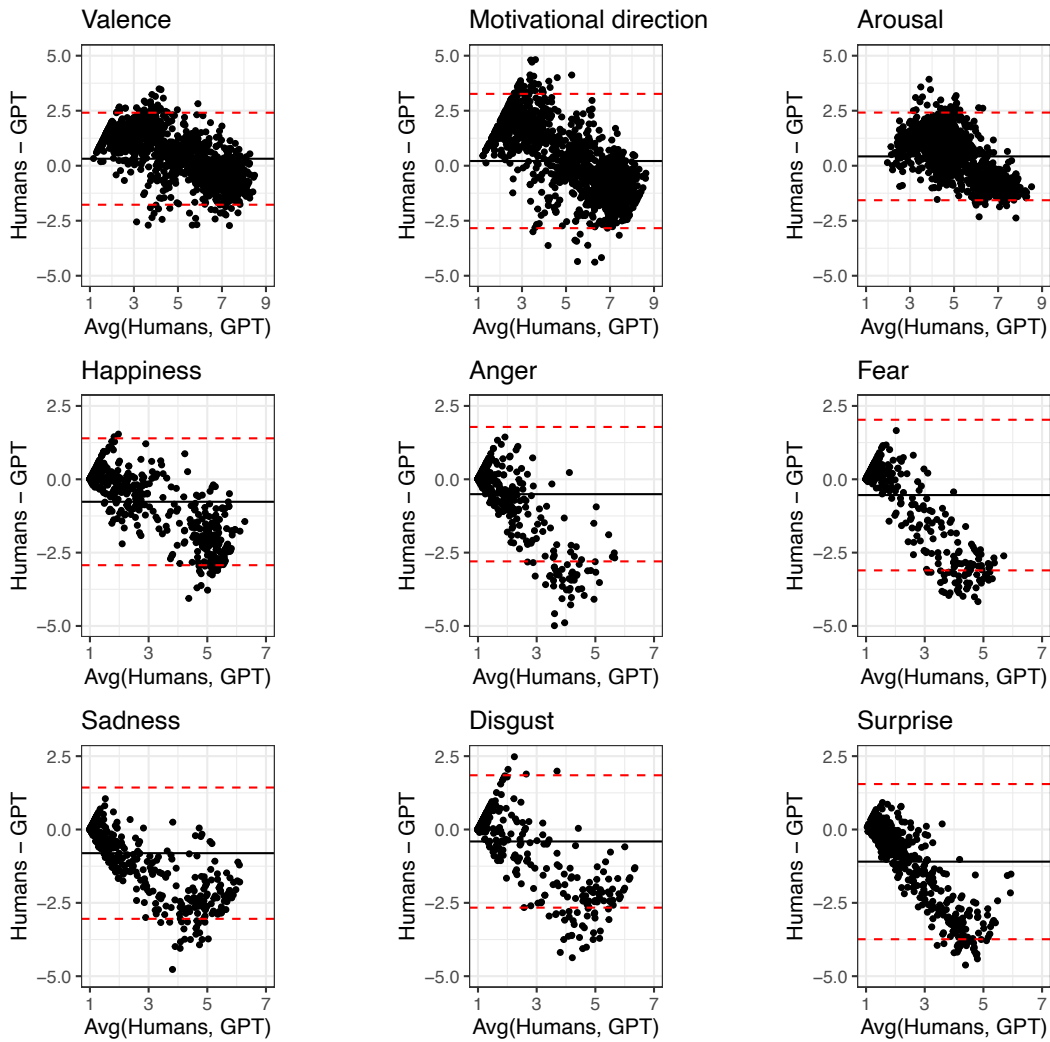 Valence
Motivational direction
Arousal
5.0
2.5
0.0
−2.5
−5.0
Humans − GPT
1 3 5 7 9
Avg(Humans, GPT)
5.0
2.5
0.0
−2.5
−5.0
Humans − GPT
1 3 5 7 9
Avg(Humans, GPT)
5.0
2.5
0.0
−2.5
−5.0
Humans − GPT
1 3 5 7 9
Avg(Humans, GPT)
Happiness
Anger
Fear
2.5
0.0
−2.5
−5.0
Humans − GPT
1 3 5 7
Avg(Humans, GPT)
2.5
0.0
−2.5
−5.0
Humans − GPT
1 3 5 7
Avg(Humans, GPT)
2.5
0.0
−2.5
−5.0
Humans − GPT
1 3 5 7
Avg(Humans, GPT)
Sadness
Disgust
Surprise
2.5
0.0
−2.5
−5.0
Humans − GPT
1 3 5 7
Avg(Humans, GPT)
2.5
0.0
−2.5
−5.0
Humans − GPT
1 3 5 7
Avg(Humans, GPT)
2.5
0.0
−2.5
−5.0
Humans − GPT
1 3 5 7
Avg(Humans, GPT)